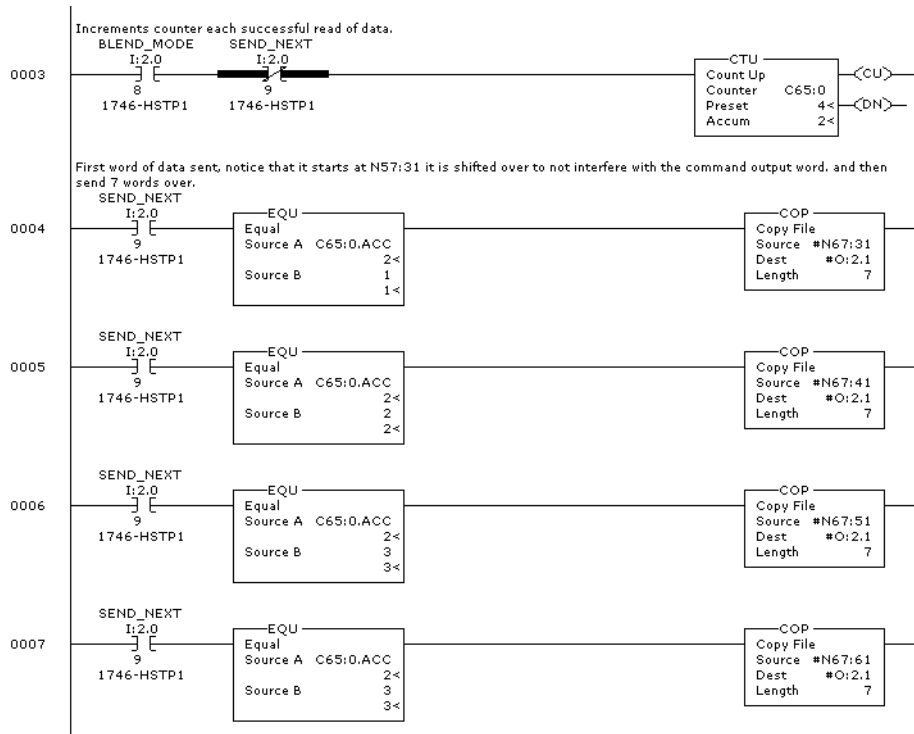 Increments counter each successful read of data.
BLEND_MODE SEND_NEXT
I:2.0 I:2.0
CTU
0003
Count Up
CU
Counter C65:0
8 9
Preset 4<
DN
1746-HSTP1 1746-HSTP1
Accum 2<
First word of data sent, notice that it starts at N57:31 it is shifted over to not interfere with the command output word. and then
send 7 words over.
SEND_NEXT
I:2.0
EQU
COP
0004
Equal
Copy File
9
Source A C65:0.ACC
Source #N67:31
1746-HSTP1
2<
Dest #O:2.1
Source B 1
Length 7
1<
SEND_NEXT
I:2.0
EQU
COP
0005
Equal
Copy File
9
Source A C65:0.ACC
Source #N67:41
1746-HSTP1
2<
Dest #O:2.1
Source B 2
Length 7
2<
SEND_NEXT
I:2.0
EQU
COP
0006
Equal
Copy File
9
Source A C65:0.ACC
Source #N67:51
1746-HSTP1
2<
Dest #O:2.1
Source B 3
Length 7
3<
SEND_NEXT
I:2.0
EQU
COP
0007
Equal
Copy File
9
Source A C65:0.ACC
Source #N67:61
1746-HSTP1
2<
Dest #O:2.1
Source B 3
Length 7
3<